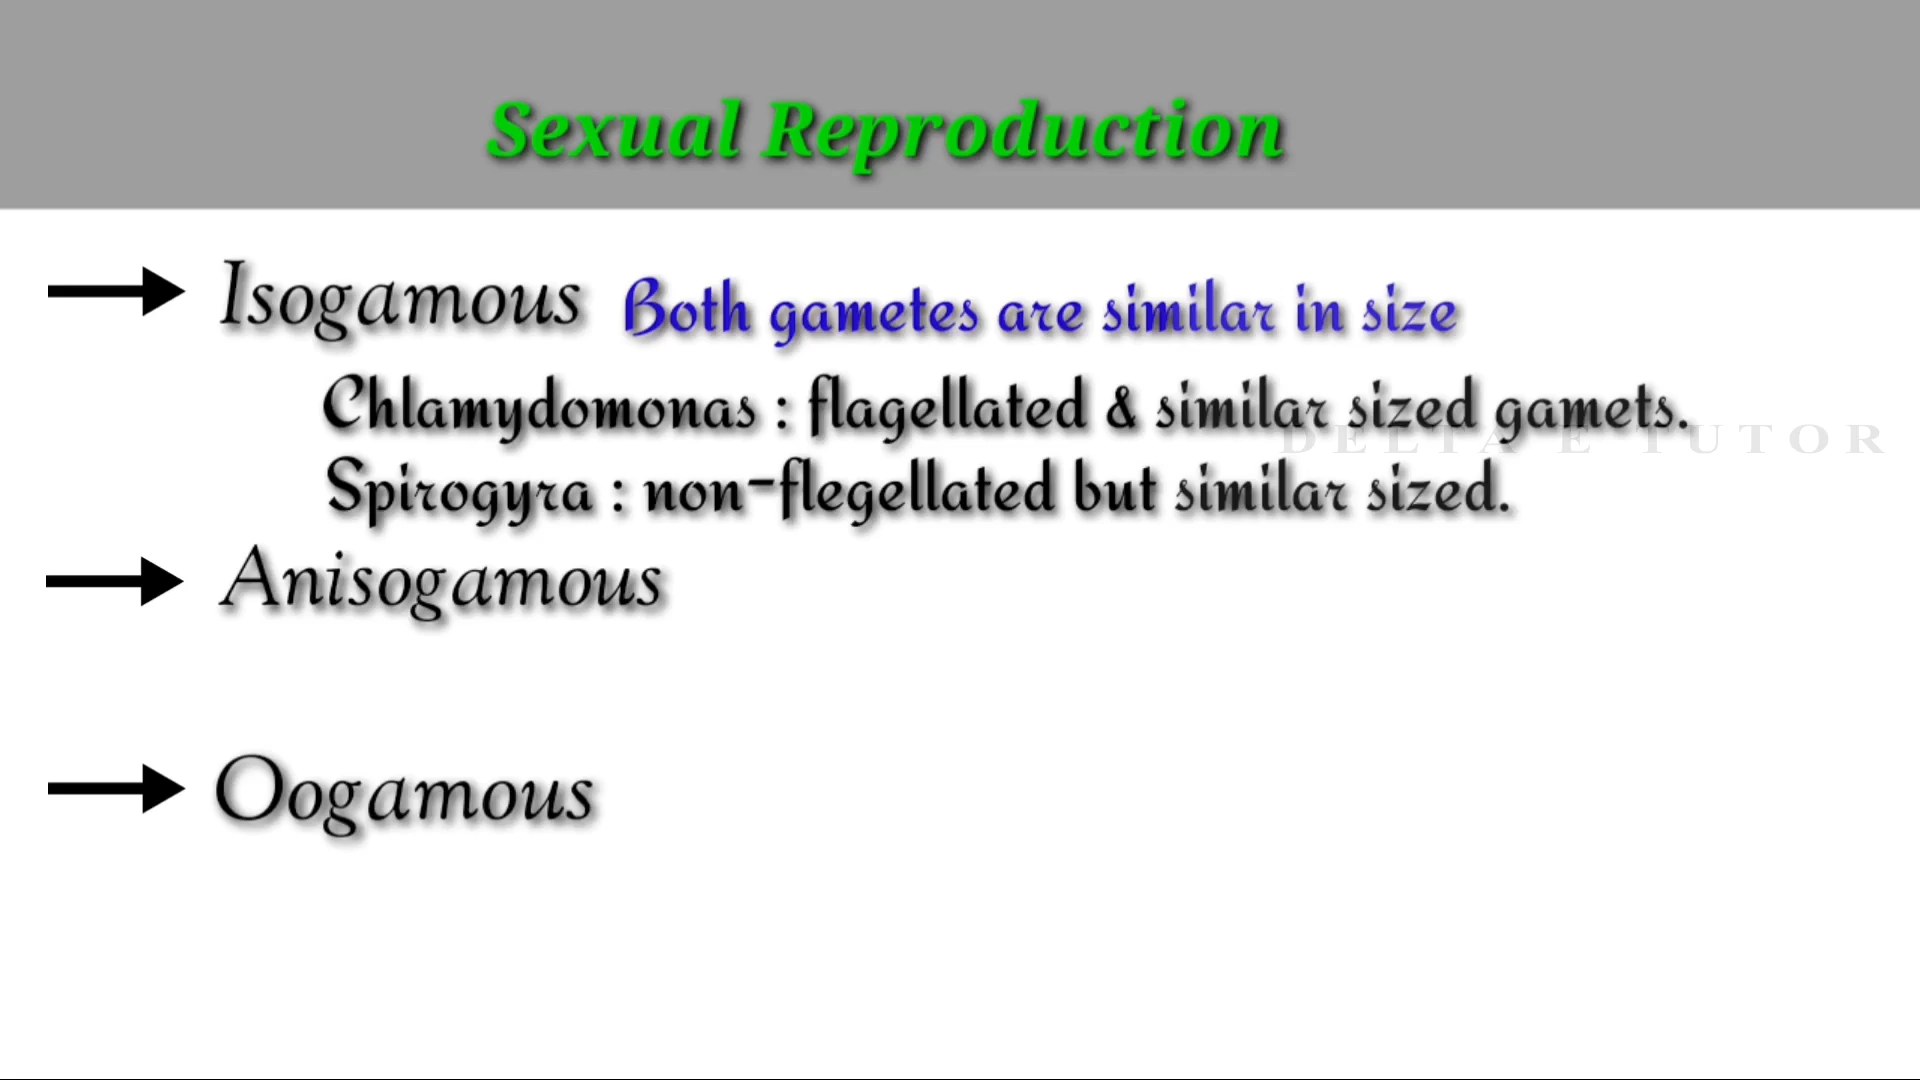 Sexual Reproduction
Isogamous Both gametes are similar in size
Chlamydomonas : flagellated & similar sized gamets.
DELTA E TUTOR
Spirogyra : non-flegellated but similar sized.
Anisogamous
Oogamous